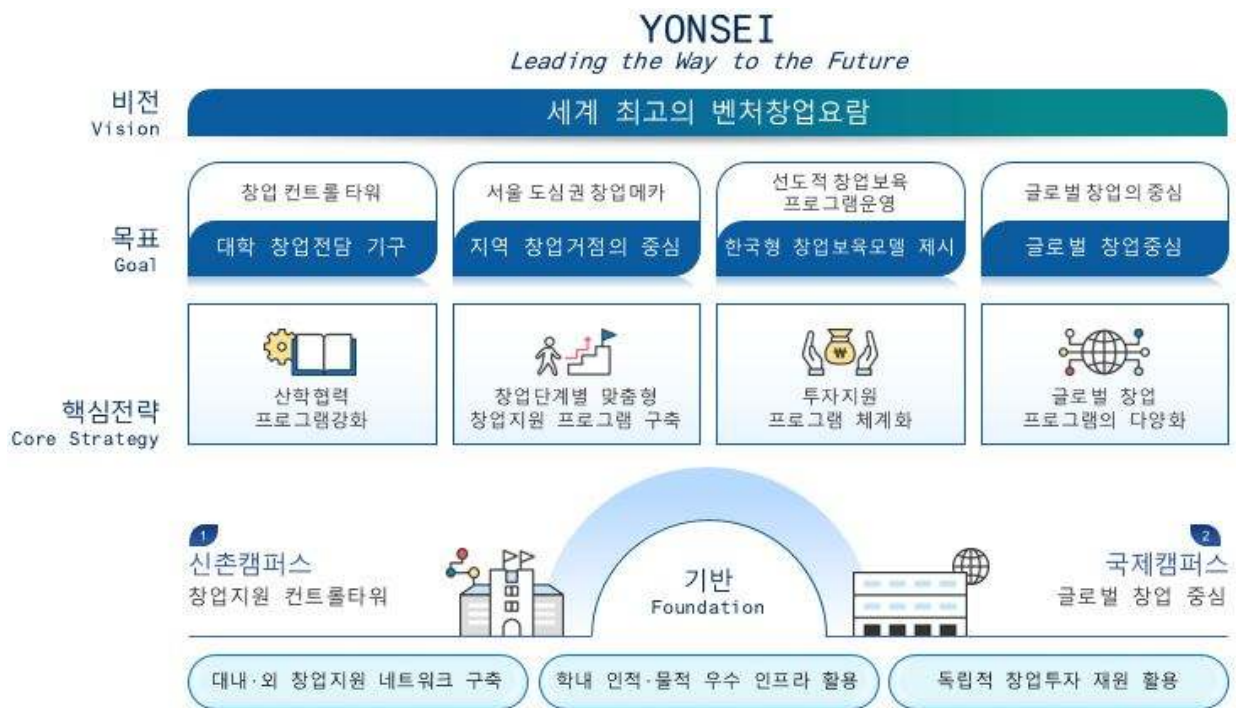 YONSEI
Leading the Way to the Future
비전
Vision
세계 최고의 벤처창업요람
목표
Goal
창업 컨트롤 타워
대학 창업전담 기구
서울 도심권 창업메카
지역 창업거점의 중심
선도적 창업보육
프로그램운영
한국형 창업보육모델 제시
글로벌 창업의 중심
글로벌 창업중심
핵심전략
Core Strategy
산학협력
프로그램강화
창업단계별 맞춤형
창업지원 프로그램 구축
₩
투자지원
프로그램 체계화
글로벌 창업
프로그램의 다양화
1
신촌캠퍼스
창업지원 컨트롤타워
기반
Foundation
2
국제캠퍼스
글로벌 창업 중심
대내·외 창업지원 네트워크 구축
학내 인적·물적 우수 인프라 활용
독립적 창업투자 재원 활용